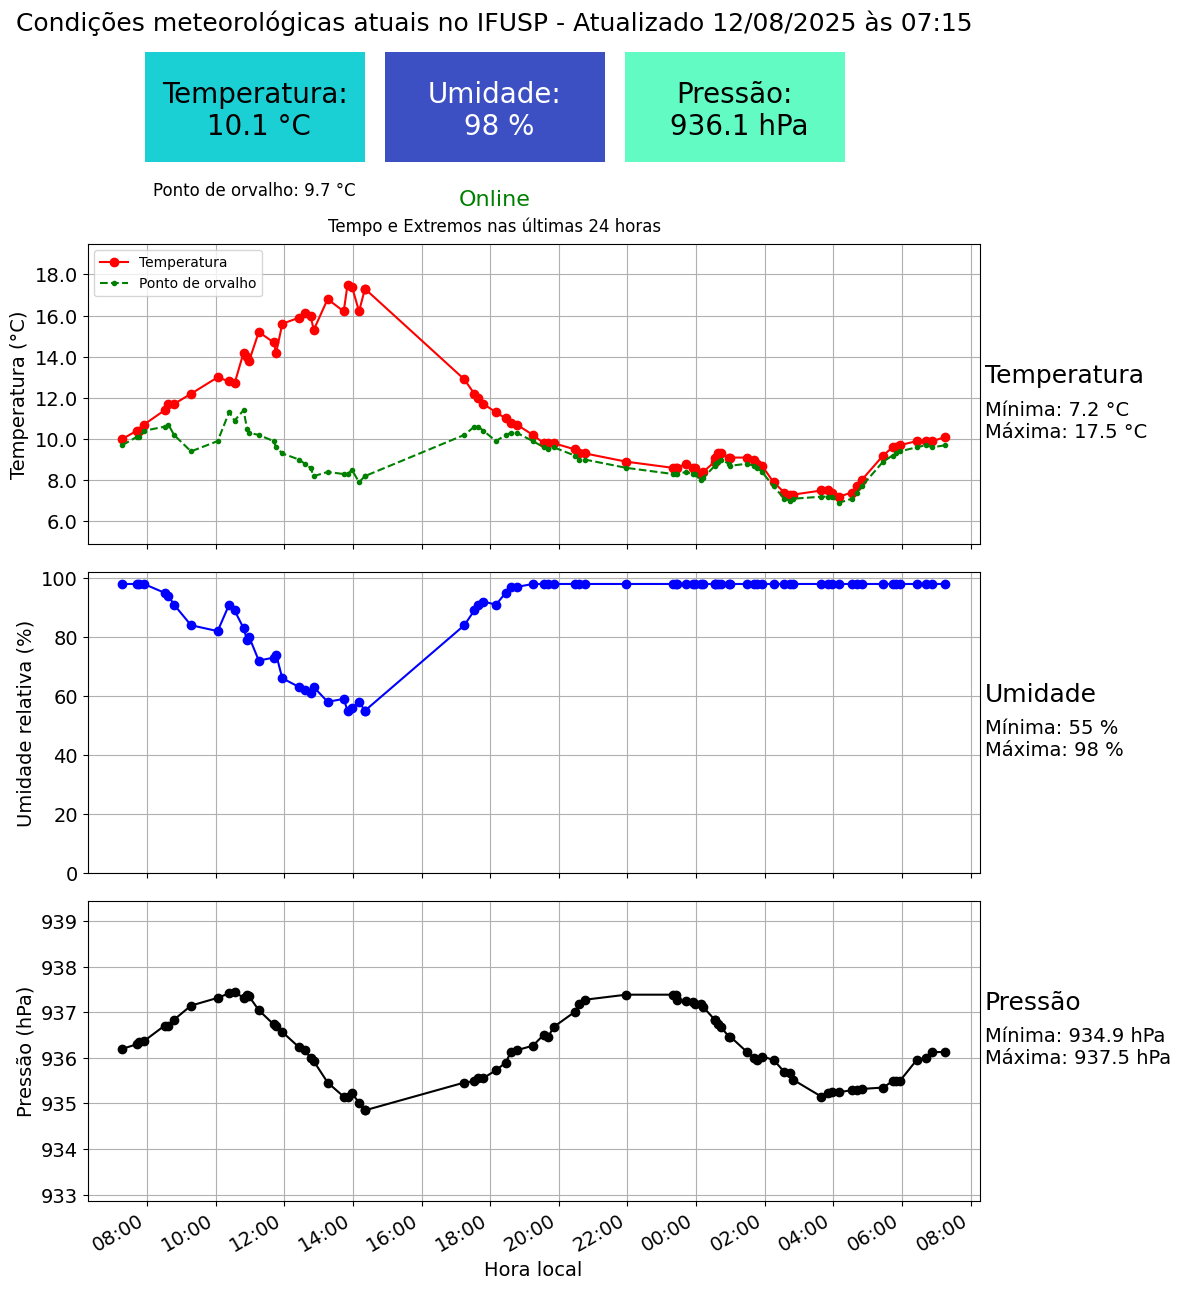 Condições meteorológicas atuais no IFUSP - Atualizado 12/08/2025 às 07:15
Temperatura:
10.1 °C
Umidade:
98 %
Pressão:
936.1 hPa
Ponto de orvalho: 9.7 °C
Online
Tempo e Extremos nas últimas 24 horas
Temperatura
Ponto de orvalho
Temperatura (°C)
18.0
16.0
14.0
12.0
10.0
8.0
6.0
Temperatura
Mínima: 7.2 °C
Máxima: 17.5 °C
Umidade relativa (%)
100
80
60
40
20
0
Umidade
Mínima: 55 %
Máxima: 98 %
Pressão (hPa)
939
938
937
936
935
934
933
Pressão
Mínima: 934.9 hPa
Máxima: 937.5 hPa
08:00
10:00
12:00
14:00
16:00
18:00
20:00
22:00
00:00
02:00
04:00
06:00
08:00
Hora local